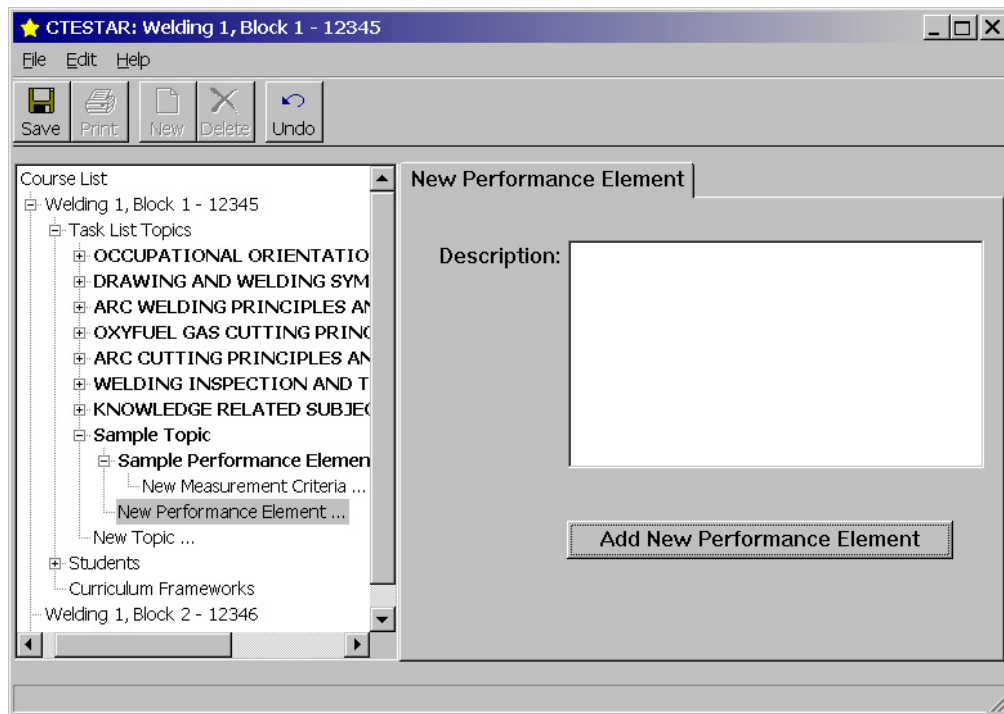 CTESTAR: Welding 1, Block 1 - 12345
File Edit Help
Save Print New Delete Undo
Course List
Welding 1, Block 1 - 12345
Task List Topics
OCCUPATIONAL ORIENTATIO
DRAWING AND WELDING SYM
ARC WELDING PRINCIPLES AN
OXYFUEL GAS CUTTING PRINC
ARC CUTTING PRINCIPLES AN
WELDING INSPECTION AND T
KNOWLEDGE RELATED SUBJEC
Sample Topic
Sample Performance Elemen
New Measurement Criteria ...
New Performance Element ...
New Topic ...
Students
Curriculum Frameworks
Welding 1, Block 2 - 12346
New Performance Element
Description:
Add New Performance Element